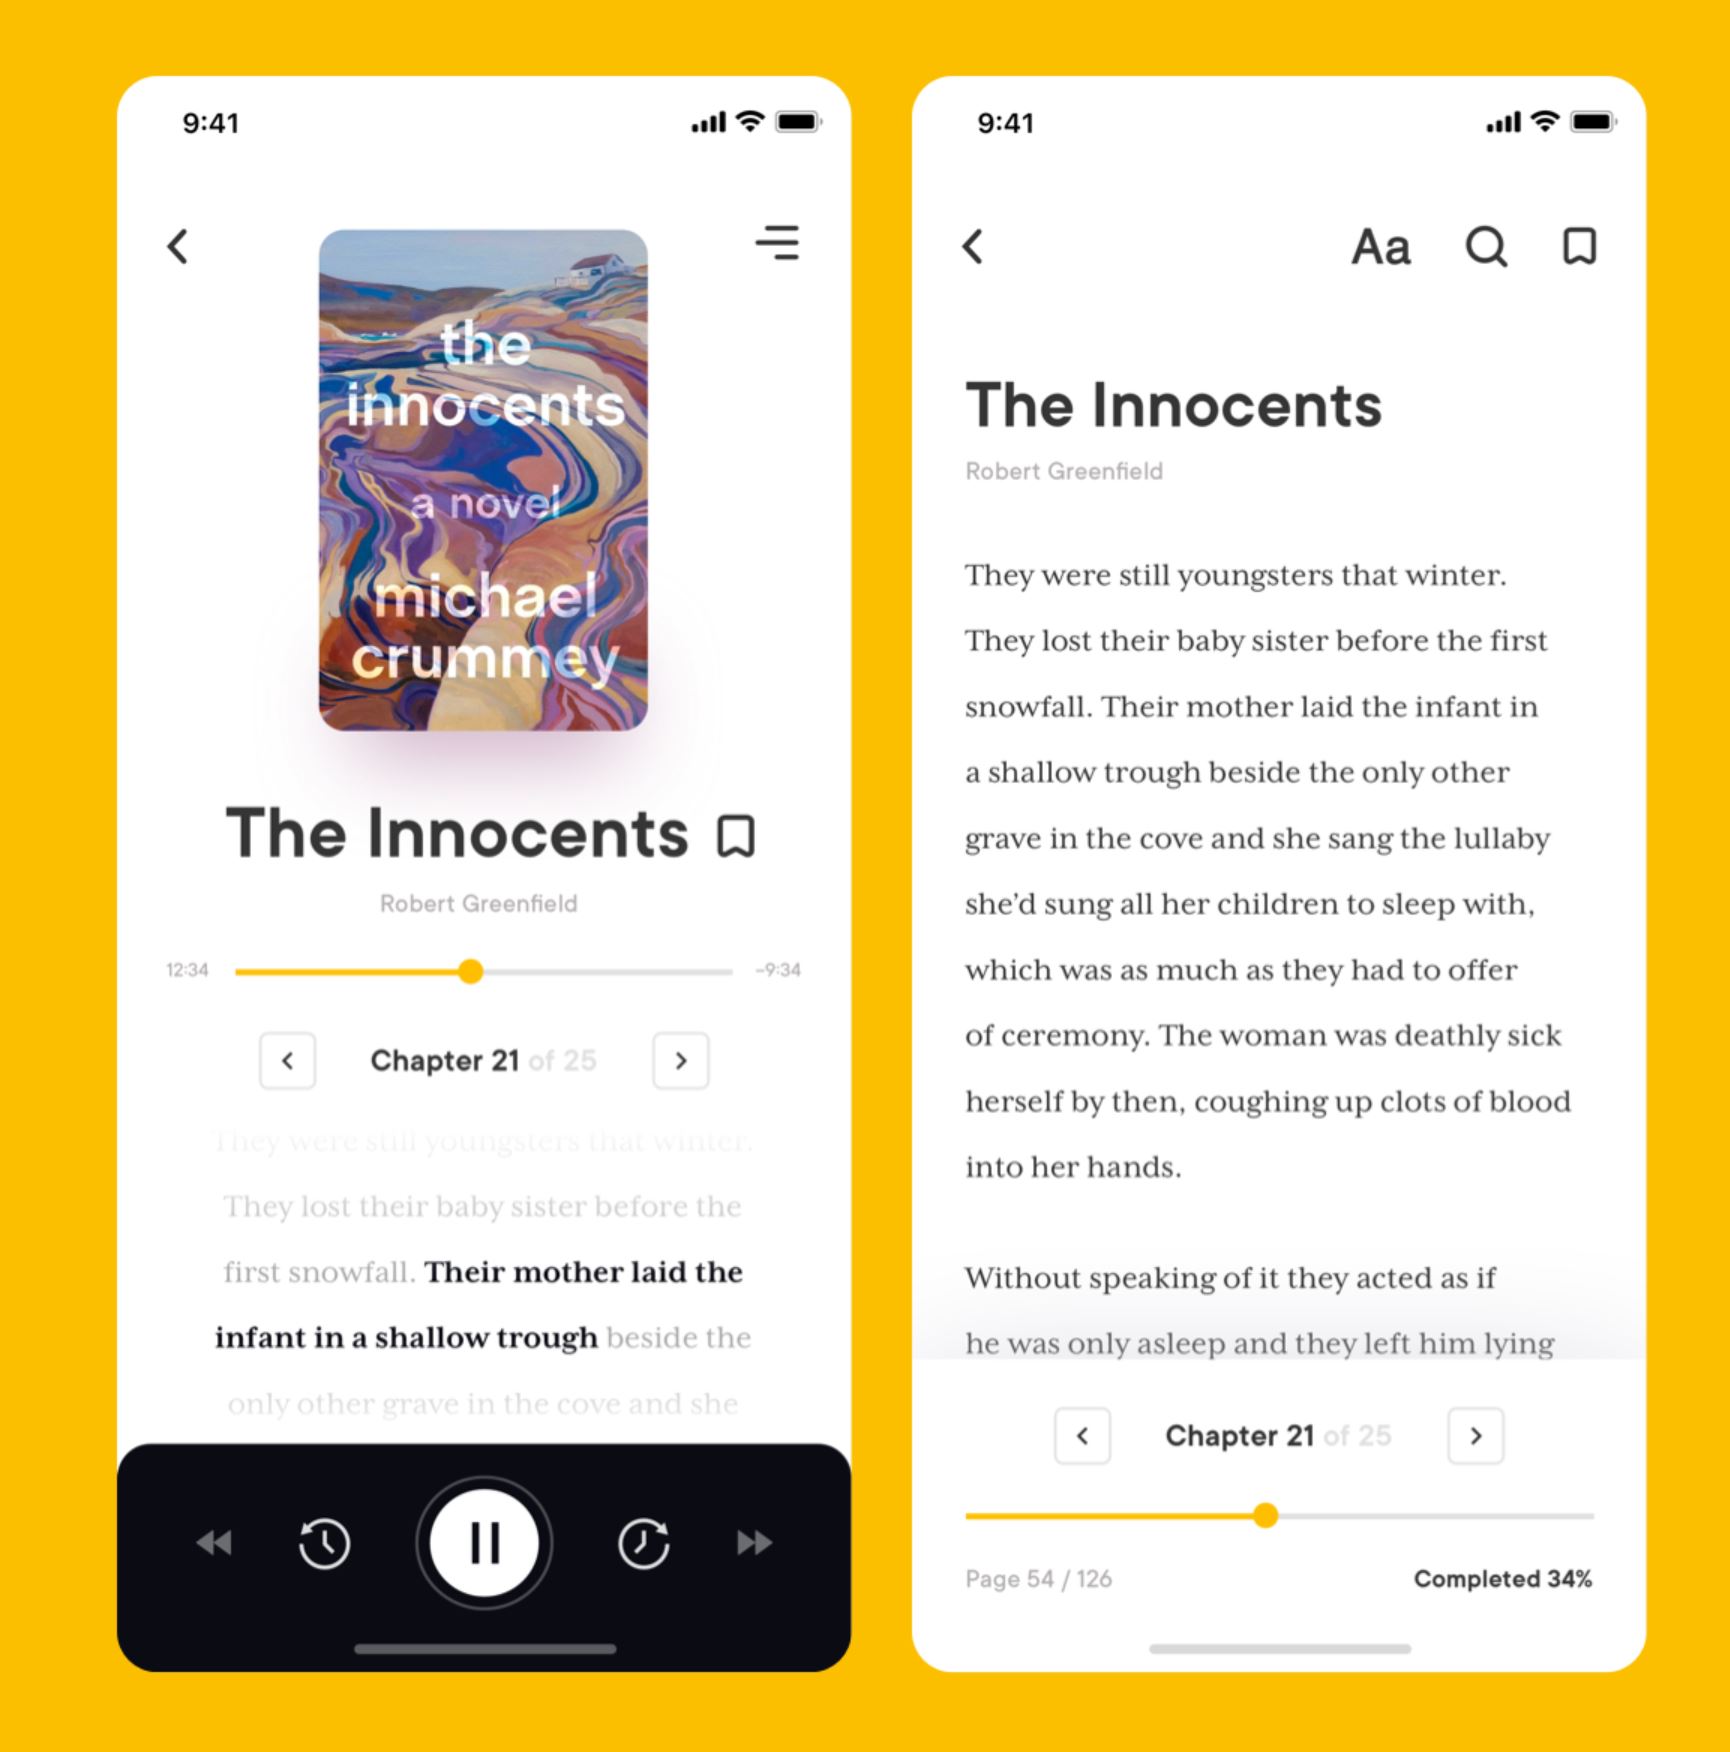 9:41
the
innocents
a novel
michael
crummey
The Innocents
Robert Greenfield
12:34 -9:34
Chapter 21 of 25
They were still youngsters that winter.
They lost their baby sister before the
first snowfall. Their mother laid the
infant in a shallow trough beside the
only other grave in the cove and she
9:41
Aa
The Innocents
Robert Greenfield
They were still youngsters that winter.
They lost their baby sister before the first
snowfall. Their mother laid the infant in
a shallow trough beside the only other
grave in the cove and she sang the lullaby
she’d sung all her children to sleep with,
which was as much as they had to offer
of ceremony. The woman was deathly sick
herself by then, coughing up clots of blood
into her hands.
Without speaking of it they acted as if
he was only asleep and they left him lying
Chapter 21 of 25
Page 54 / 126 Completed 34%